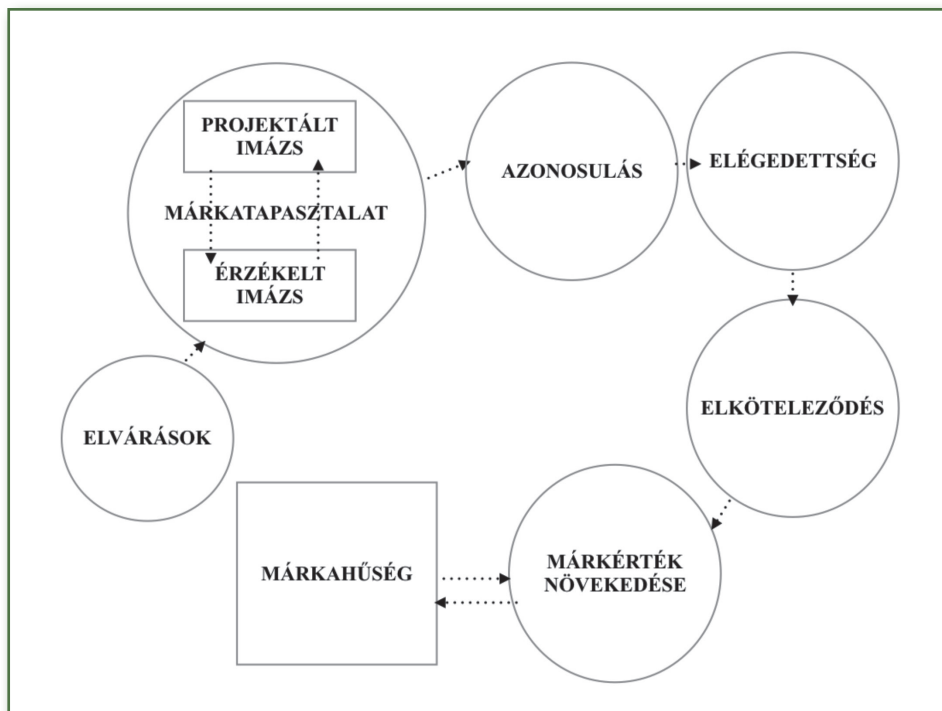 PROJEKTÁLT
IMÁZS
MÁRKATAPASZTALAT
ÉRZÉKELT
IMÁZS
AZONOSULÁS
ELÉGEDETTSÉG
ELKÖTELEZŐDÉS
ELVÁRÁSOK
MÁRKAHŰSÉG
MÁRKÉRTÉK
NÖVEKEDÉSE